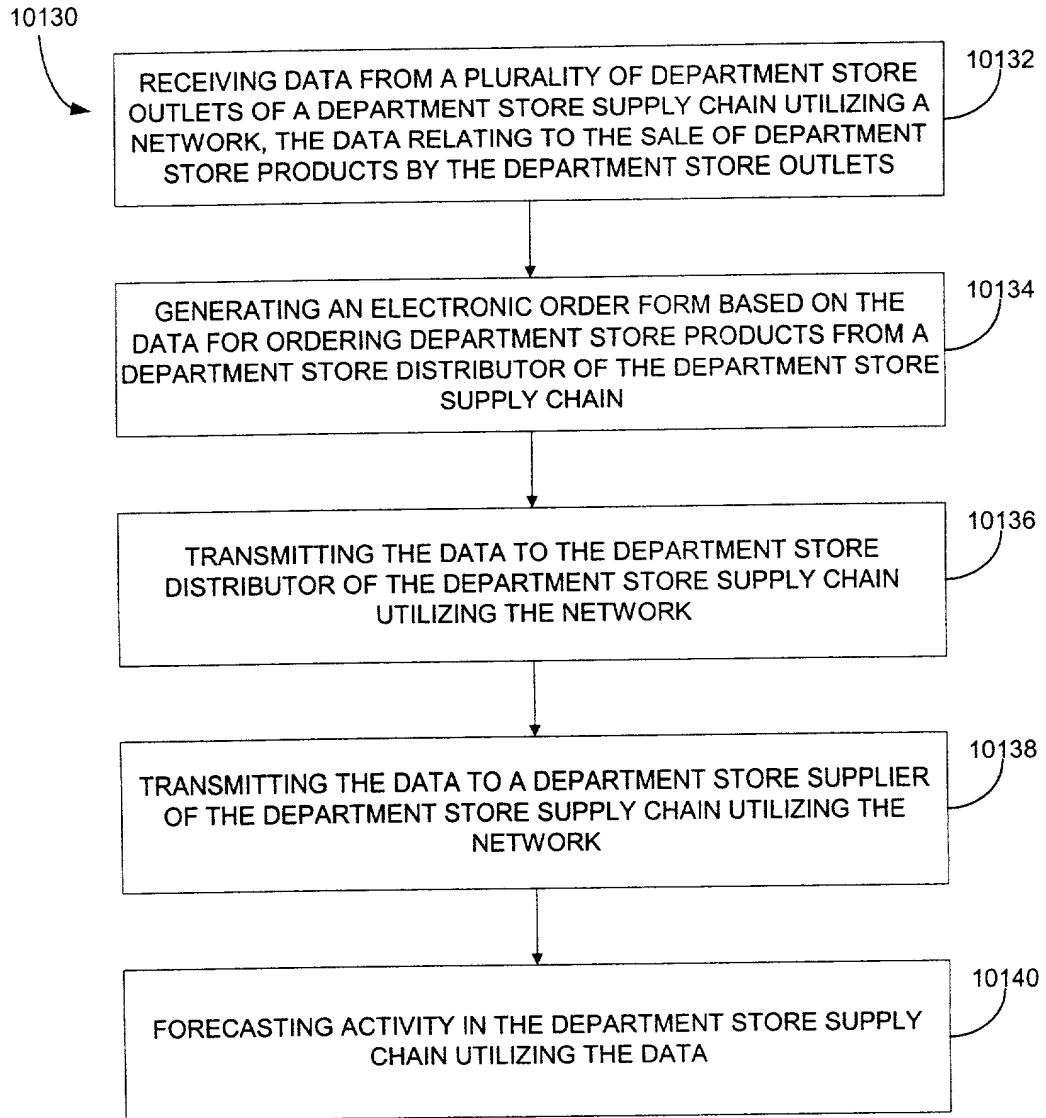 10130
10132
RECEIVING DATA FROM A PLURALITY OF DEPARTMENT STORE
OUTLETS OF A DEPARTMENT STORE SUPPLY CHAIN UTILIZING A
NETWORK, THE DATA RELATING TO THE SALE OF DEPARTMENT
STORE PRODUCTS BY THE DEPARTMENT STORE OUTLETS
10134
GENERATING AN ELECTRONIC ORDER FORM BASED ON THE
DATA FOR ORDERING DEPARTMENT STORE PRODUCTS FROM A
DEPARTMENT STORE DISTRIBUTOR OF THE DEPARTMENT STORE
SUPPLY CHAIN
10136
TRANSMITTING THE DATA TO THE DEPARTMENT STORE
DISTRIBUTOR OF THE DEPARTMENT STORE SUPPLY CHAIN
UTILIZING THE NETWORK
10138
TRANSMITTING THE DATA TO A DEPARTMENT STORE SUPPLIER
OF THE DEPARTMENT STORE SUPPLY CHAIN UTILIZING THE
NETWORK
10140
FORECASTING ACTIVITY IN THE DEPARTMENT STORE SUPPLY
CHAIN UTILIZING THE DATA